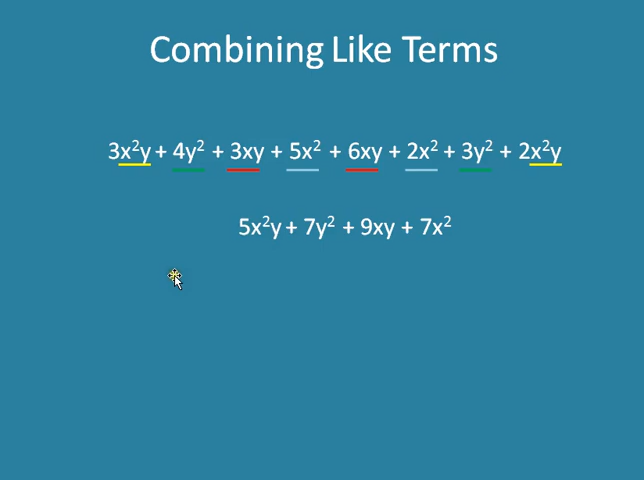 Combining Like Terms
3x²y + 4y² + 3xy + 5x² + 6xy + 2x² + 3y² + 2x²y
5x²y + 7y² + 9xy + 7x²